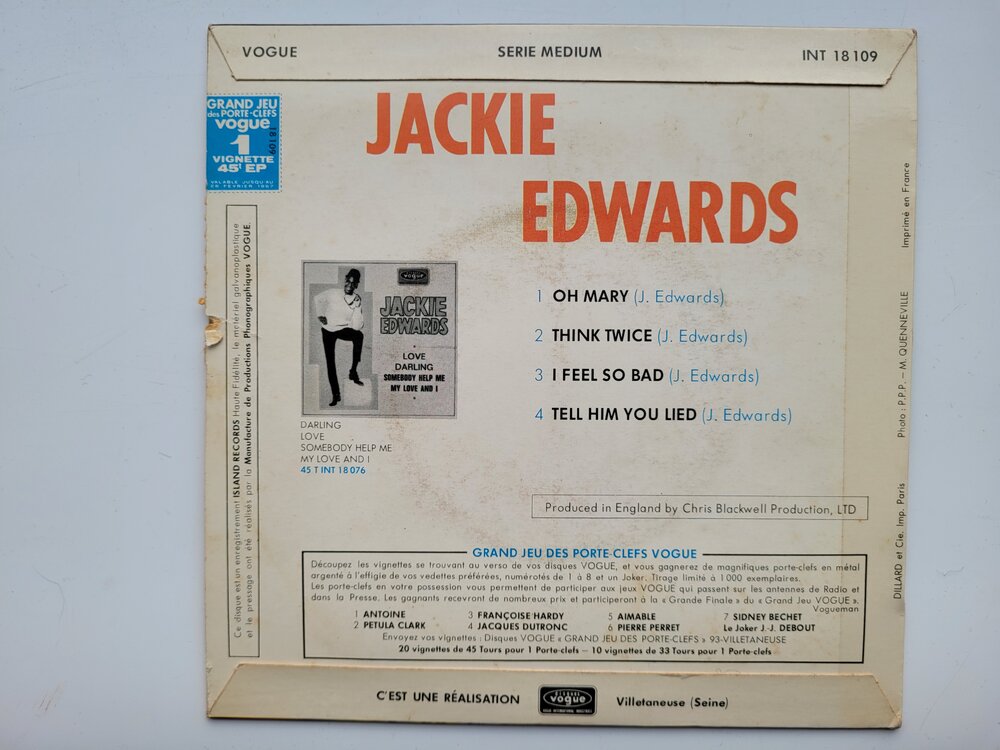 VOGUE SERIE MEDIUM INT 18109
GRAND JEU
des PORTE-CLEFS
vogue
1
VIGNETTE
45t EP
VALABLE JUSQU'AU
28 FEVRIER 1967
18109
JACKIE
EDWARDS
vogue
JACKIE
EDWARDS
LOVE
DARLING
SOMEBODY HELP ME
MY LOVE AND I
DARLING
LOVE
SOMEBODY HELP ME
MY LOVE AND I
45 T INT 18076
1 OH MARY (J. Edwards)
2 THINK TWICE (J. Edwards)
3 I FEEL SO BAD (J. Edwards)
4 TELL HIM YOU LIED (J. Edwards)
Produced in England by Chris Blackwell Production, LTD
Ce disque est un enregistrement ISLAND RECORDS Haute Fidélité, le matériel galvanoplastique
et le pressage ont été réalisés par la Manufacture de Productions Phonographiques VOGUE.
DILLARD et Cie. Imp. Paris Photo : P.P.P. — M. QUENNEVILLE Imprimé en France
GRAND JEU DES PORTE-CLEFS VOGUE
Découpez les vignettes se trouvant au verso de vos disques VOGUE, et vous gagnerez de magnifiques porte-clefs en métal
argenté à l'effigie de vos vedettes préférées, numérotés de 1 à 8 et un Joker. Tirage limité à 1 000 exemplaires.
Les porte-clefs en votre possession vous permettent de participer aux jeux VOGUE qui passent sur les antennes de Radio et
dans la Presse. Les gagnants recevront de nombreux prix et participeront à la « Grande Finale » du « Grand Jeu VOGUE ».
Vogueman
1 ANTOINE 3 FRANÇOISE HARDY 5 AIMABLE 7 SIDNEY BECHET
2 PETULA CLARK 4 JACQUES DUTRONC 6 PIERRE PERRET Le Joker J.-J. DEBOUT
Envoyez vos vignettes : Disques VOGUE « GRAND JEU DES PORTE-CLEFS » 93-VILLETANEUSE
20 vignettes de 45 Tours pour 1 Porte-clefs — 10 vignettes de 33 Tours pour 1 Porte-clefs
C'EST UNE RÉALISATION DISQUES vogue Villetaneuse (Seine)